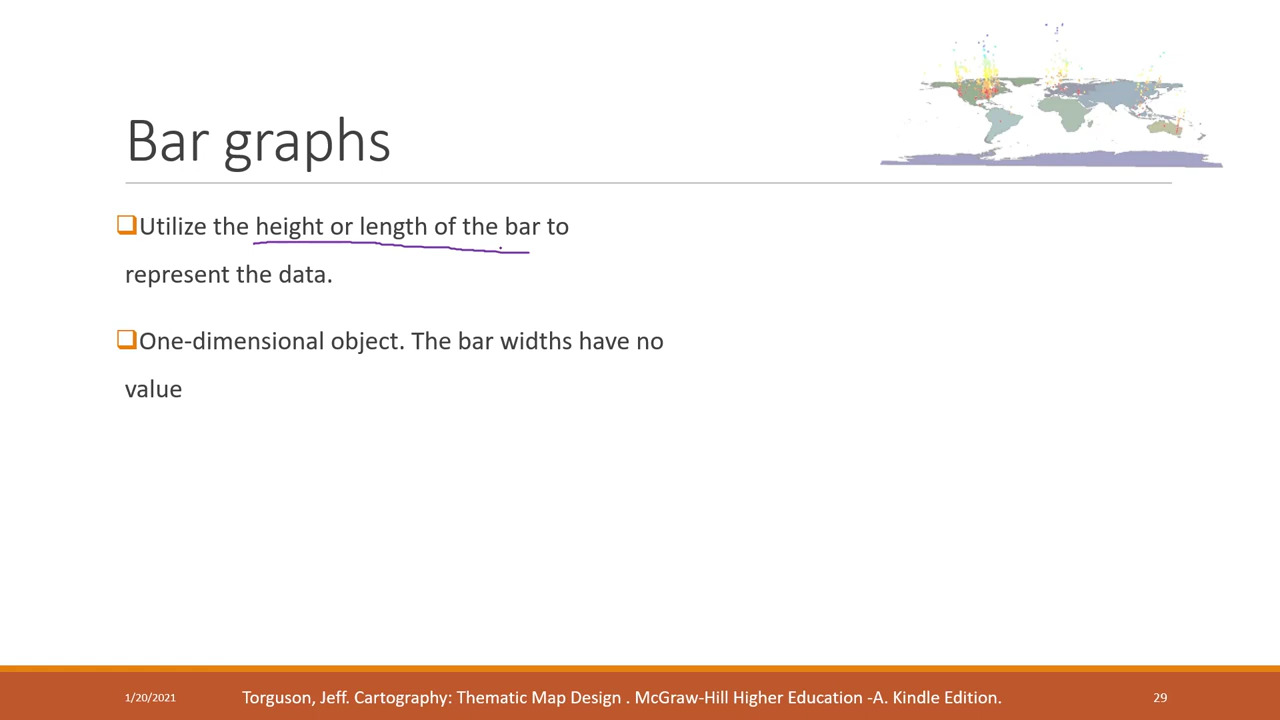 Bar graphs
Utilize the height or length of the bar to
represent the data.
One-dimensional object. The bar widths have no
value
1/20/2021
Torguson, Jeff. Cartography: Thematic Map Design . McGraw-Hill Higher Education -A. Kindle Edition.
29